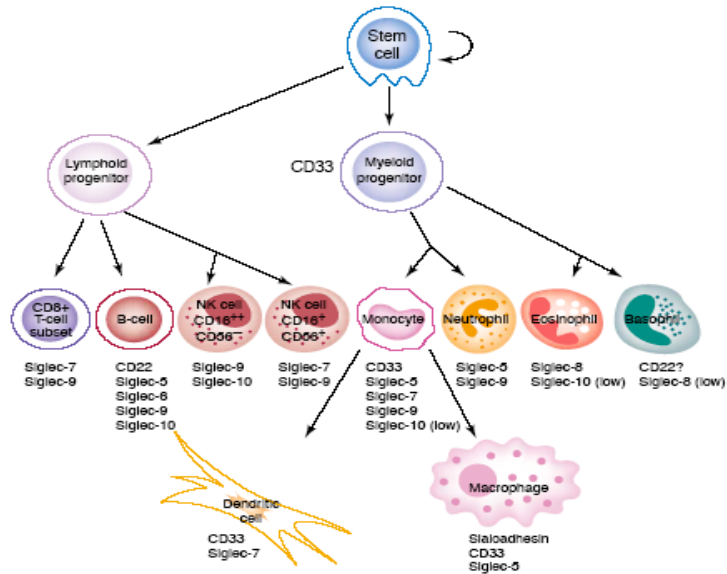 Stem
cell
Lymphoid
progenitor
CD33
Myeloid
progenitor
CD8+
T-cell
subset
B-cell
NK cell
CD16++
CD56-
NK cell
CD16+
CD56+
Monocyte
Neutrophil
Eosinophil
Basophil
Siglec-7
Siglec-9
CD22
Siglec-5
Siglec-6
Siglec-9
Siglec-10
Siglec-9
Siglec-10
Siglec-7
Siglec-9
CD33
Siglec-5
Siglec-7
Siglec-9
Siglec-10 (low)
Siglec-5
Siglec-9
Siglec-8
Siglec-10 (low)
CD22?
Siglec-8 (low)
Dendritic
cell
CD33
Siglec-7
Macrophage
Sialoadhesin
CD33
Siglec-5